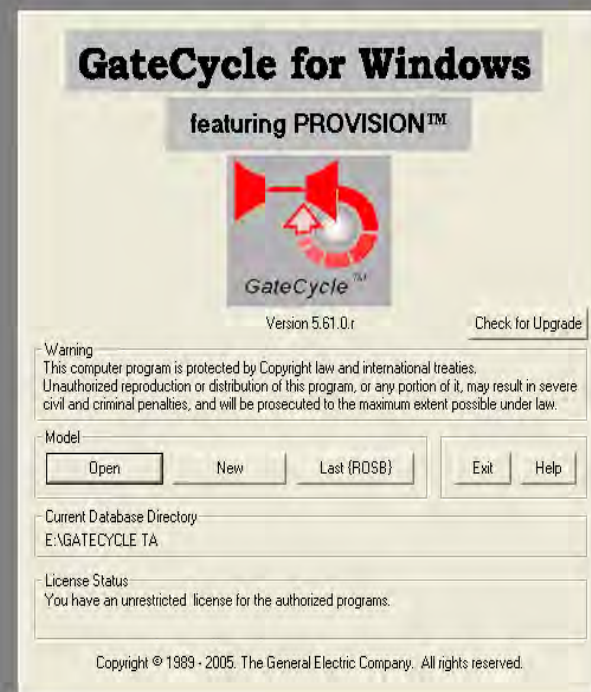 GateCycle for Windows
featuring PROVISION™
GateCycle™
Version 5.61.0.r
Check for Upgrade
Warning
This computer program is protected by Copyright law and international treaties.
Unauthorized reproduction or distribution of this program, or any portion of it, may result in severe
civil and criminal penalties, and will be prosecuted to the maximum extent possible under law.
Model
Open New Last {ROSB} Exit Help
Current Database Directory
E:\GATECYCLE TA
License Status
You have an unrestricted license for the authorized programs.
Copyright © 1989 - 2005. The General Electric Company. All rights reserved.